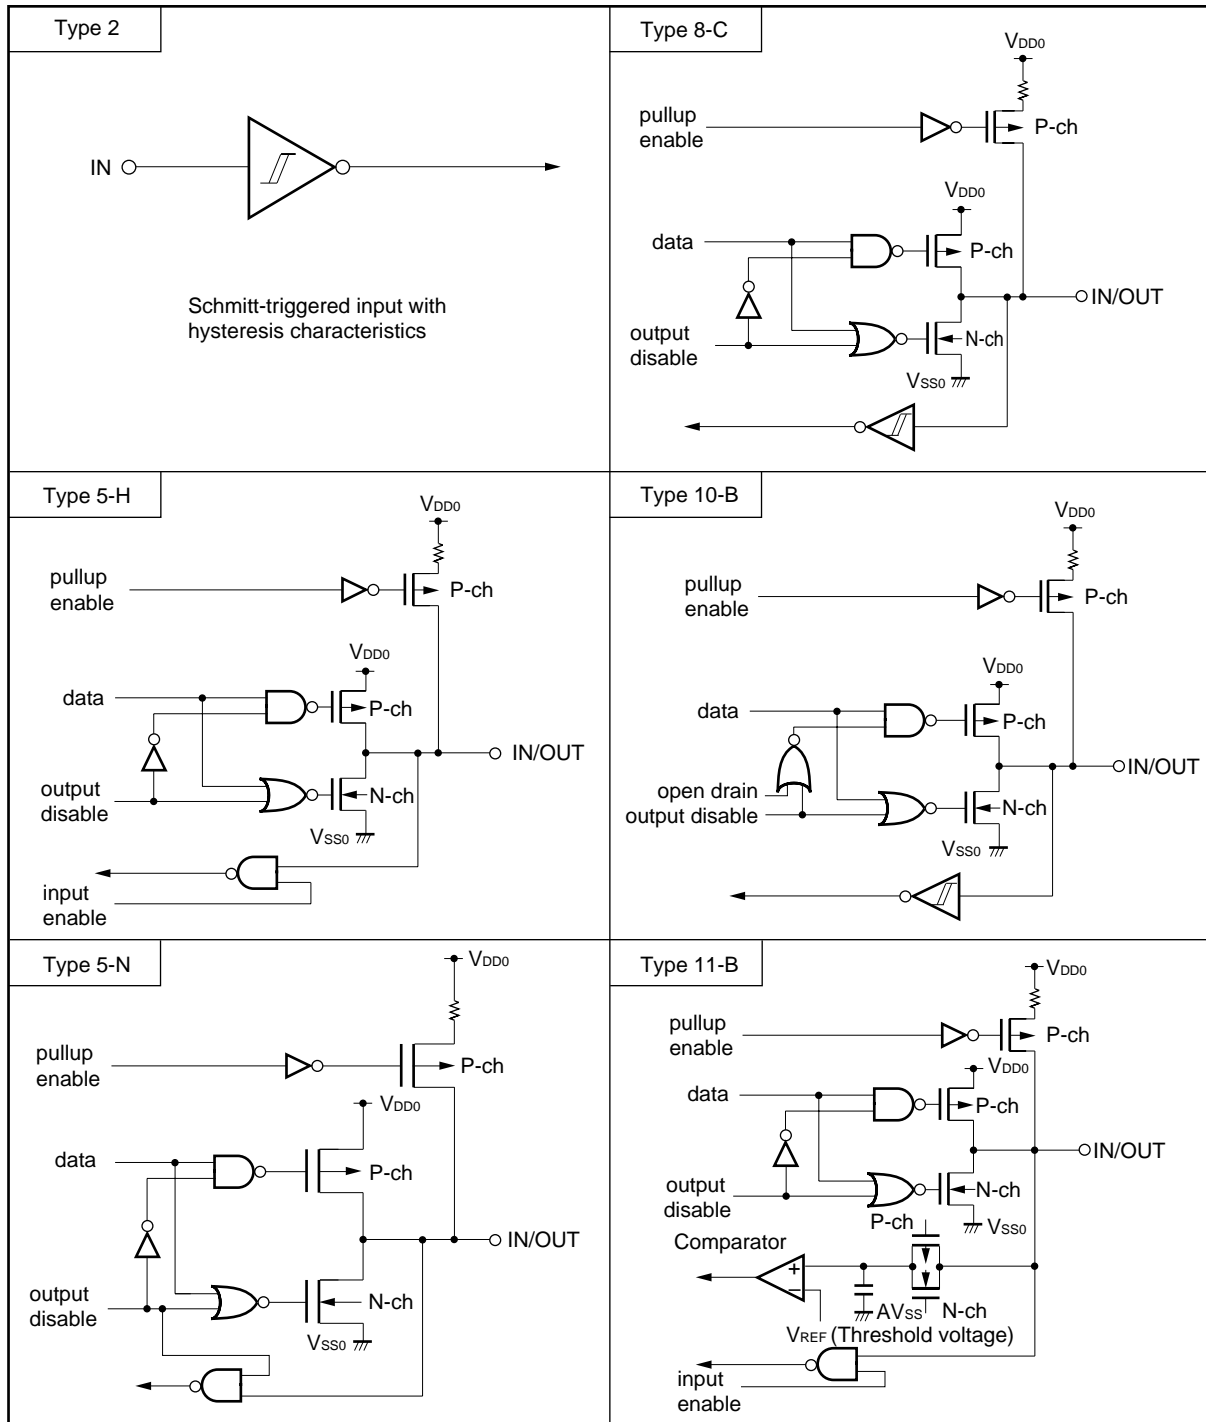 Type 2
IN
Schmitt-triggered input with
hysteresis characteristics
Type 8-C
VDD0
pullup
enable
P-ch
VDD0
data
P-ch
IN/OUT
output
disable
N-ch
VSS0
Type 5-H
VDD0
pullup
enable
P-ch
VDD0
data
P-ch
IN/OUT
output
disable
N-ch
VSS0
input
enable
Type 10-B
VDD0
pullup
enable
P-ch
VDD0
data
P-ch
IN/OUT
open drain
output disable
N-ch
VSS0
Type 5-N
VDD0
pullup
enable
P-ch
VDD0
data
P-ch
IN/OUT
output
disable
N-ch
VSS0
Type 11-B
VDD0
pullup
enable
P-ch
VDD0
data
P-ch
IN/OUT
output
disable
N-ch
P-ch
VSS0
Comparator
+
−
AVSS
N-ch
VREF (Threshold voltage)
input
enable